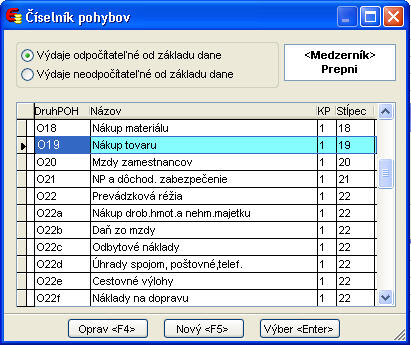 Číselník pohybov
Výdaje odpočítateľné od základu dane
Výdaje neodpočítateľné od základu dane
<Medzerník>
Prepni
DruhPOH Názov KP Stĺpec
O18 Nákup materiálu 1 18
O19 Nákup tovaru 1 19
O20 Mzdy zamestnancov 1 20
O21 NP a dôchod. zabezpečenie 1 21
O22 Prevádzková réžia 1 22
O22a Nákup drob.hmot.a nehm.majetku 1 22
O22b Daň zo mzdy 1 22
O22c Odbytové náklady 1 22
O22d Úhrady spojom, poštovné,telef. 1 22
O22e Cestovné výlohy 1 22
O22f Náklady na dopravu 1 22
Oprav <F4> Nový <F5> Výber <Enter>